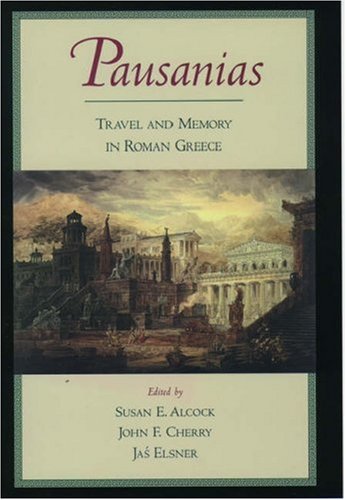 Pausanias
TRAVEL AND MEMORY
IN ROMAN GREECE
Edited by
SUSAN E. ALCOCK
JOHN F. CHERRY
JAŚ ELSNER